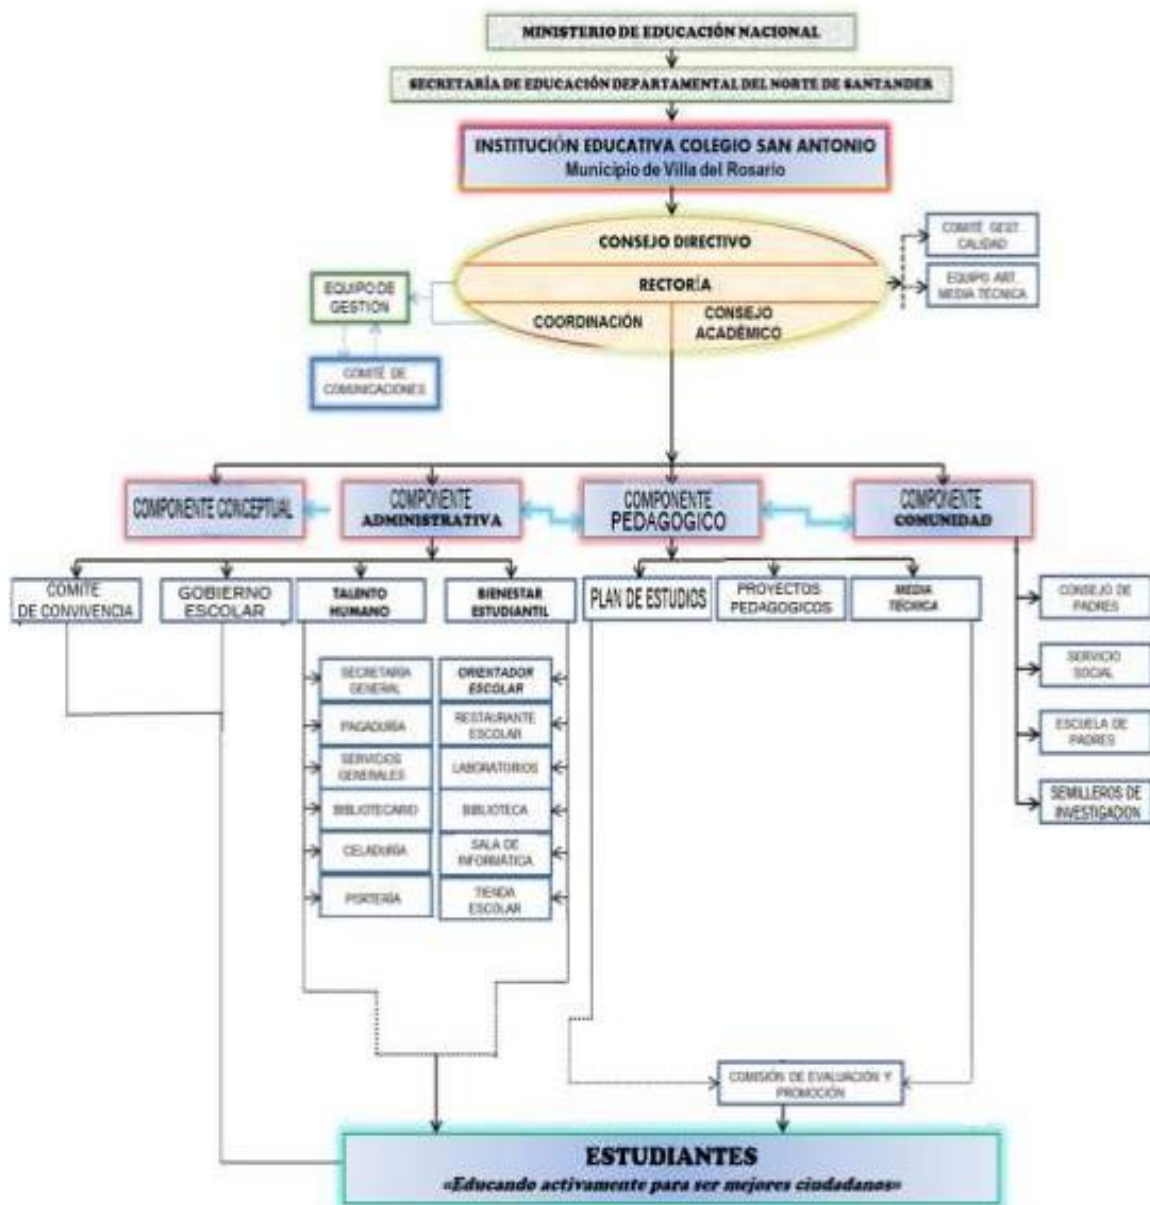 MINISTERIO DE EDUCACIÓN NACIONAL
SECRETARÍA DE EDUCACIÓN DEPARTAMENTAL DEL NORTE DE SANTANDER
INSTITUCIÓN EDUCATIVA COLEGIO SAN ANTONIO
Municipio de Villa del Rosario
CONSEJO DIRECTIVO
RECTORÍA
COORDINACIÓN
CONSEJO
ACADÉMICO
COMITÉ GEST.
CALIDAD
EQUIPO ART.
MEDIA TÉCNICA
EQUIPO DE
GESTIÓN
COMITÉ DE
COMUNICACIONES
COMPONENTE CONCEPTUAL
COMPONENTE
ADMINISTRATIVA
COMPONENTE
PEDAGOGICO
COMPONENTE
COMUNIDAD
COMITE
DE CONVIVENCIA
GOBIERNO
ESCOLAR
TALENTO
HUMANO
BIENESTAR
ESTUDIANTIL
PLAN DE ESTUDIOS
PROYECTOS
PEDAGOGICOS
MEDIA
TÉCNICA
SECRETARÍA
GENERAL
PAGADURÍA
SERVICIOS
GENERALES
BIBLIOTECARIO
CELADURÍA
PORTERÍA
ORIENTADOR
ESCOLAR
RESTAURANTE
ESCOLAR
LABORATORIOS
BIBLIOTECA
SALA DE
INFORMÁTICA
TIENDA
ESCOLAR
CONSEJO DE
PADRES
SERVICIO
SOCIAL
ESCUELA DE
PADRES
SEMILLEROS DE
INVESTIGACION
COMISIÓN DE EVALUACIÓN Y
PROMOCIÓN
ESTUDIANTES
«Educando activamente para ser mejores ciudadanos»